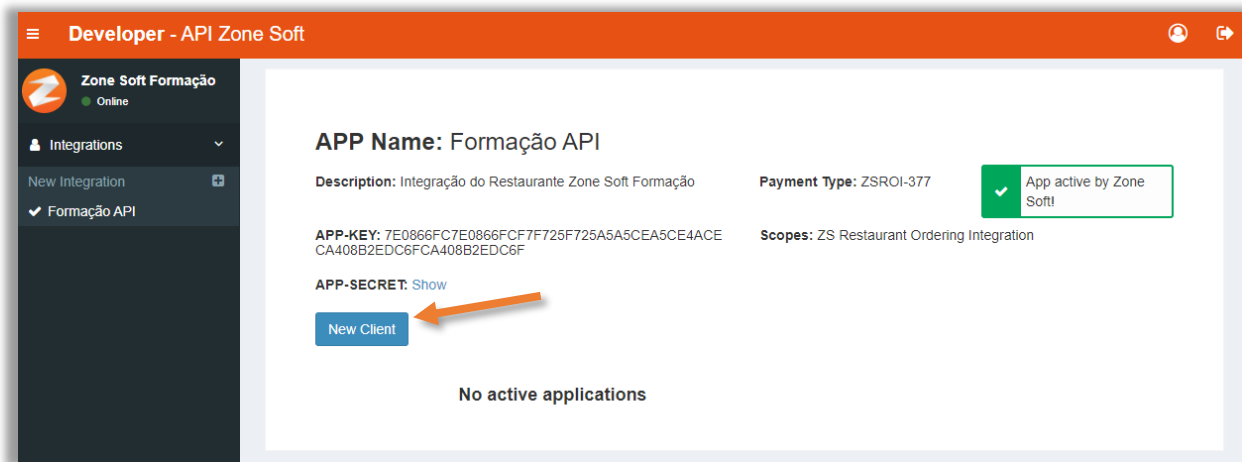 Developer - API Zone Soft
Zone Soft Formação
Online
Integrations
New Integration
Formação API
APP Name: Formação API
Description: Integração do Restaurante Zone Soft Formação
Payment Type: ZSROI-377
App active by Zone
Soft!
APP-KEY: 7E0866FC7E0866FCF7F725F725A5A5CEA5CE4ACE
CA408B2EDC6FCA408B2EDC6F
Scopes: ZS Restaurant Ordering Integration
APP-SECRET: Show
New Client
No active applications